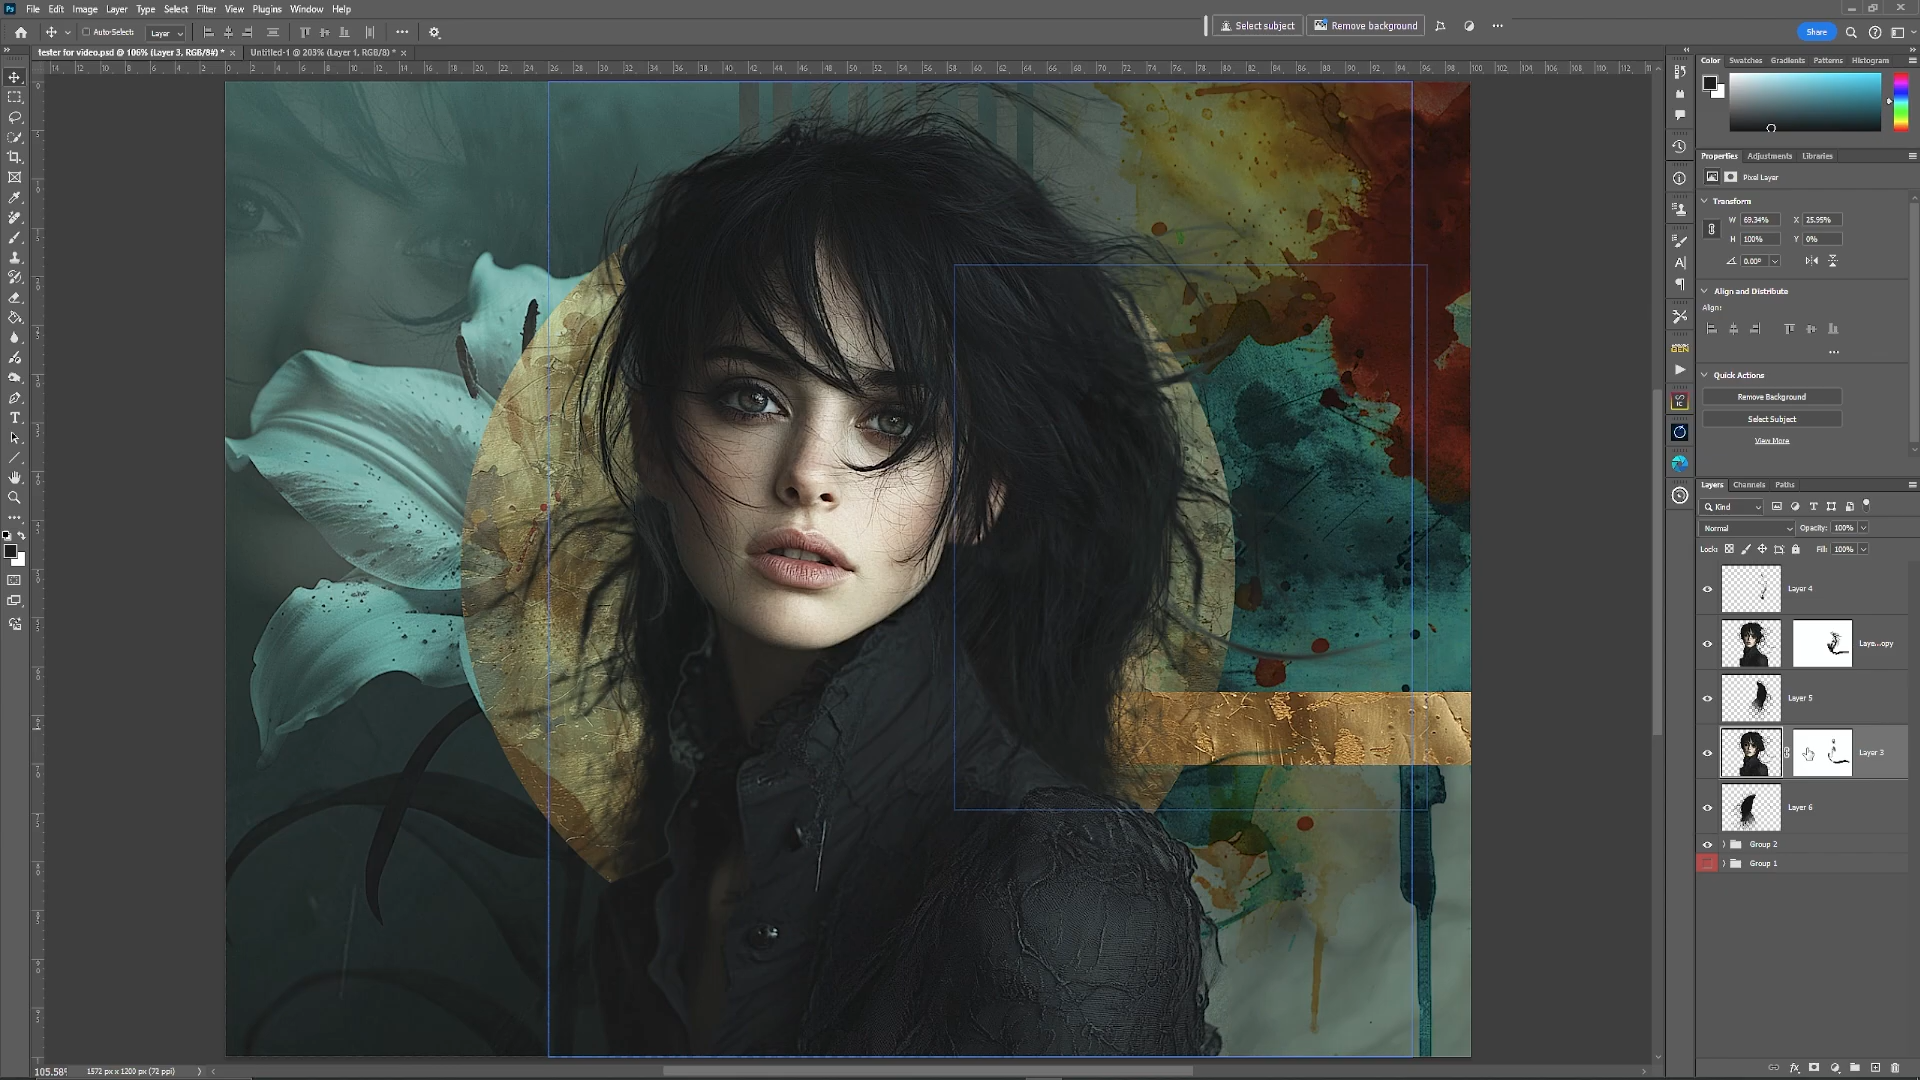 Ps File Edit Image Layer Type Select Filter View Plugins Window Help
Auto-Select: Layer
Select subject Remove background
Share
tester for video.psd @ 106% (Layer 3, RGB/8#) * × Untitled-1 @ 203% (Layer 1, RGB/8) * ×
Color Swatches Gradients Patterns Histogram
Properties Adjustments Libraries
Pixel Layer
Transform
W 69.34% X 25.95%
H 100% Y 0%
0.00°
Align and Distribute
Align:
Quick Actions
Remove Background
Select Subject
View More
Layers Channels Paths
Kind
Normal Opacity: 100%
Lock: Fill: 100%
Layer 4
Laye...opy
Layer 5
Layer 3
Layer 6
Group 2
Group 1
105.58% 1572 px x 1200 px (72 ppi)